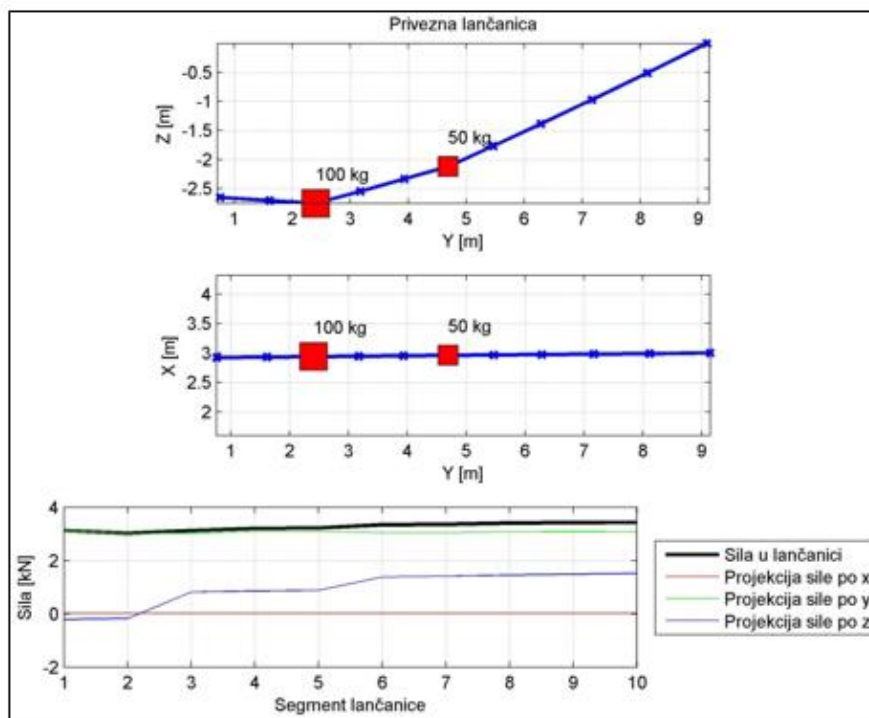 Privezna lančanica
Z [m]
-0.5
-1
-1.5
-2
-2.5
100 kg
50 kg
1 2 3 4 5 6 7 8 9
Y [m]
X [m]
4
3.5
3
2.5
2
100 kg
50 kg
1 2 3 4 5 6 7 8 9
Y [m]
Sila [kN]
4
2
0
-2
1 2 3 4 5 6 7 8 9 10
Segment lančanice
Sila u lančanici
Projekcija sile po x
Projekcija sile po y
Projekcija sile po z